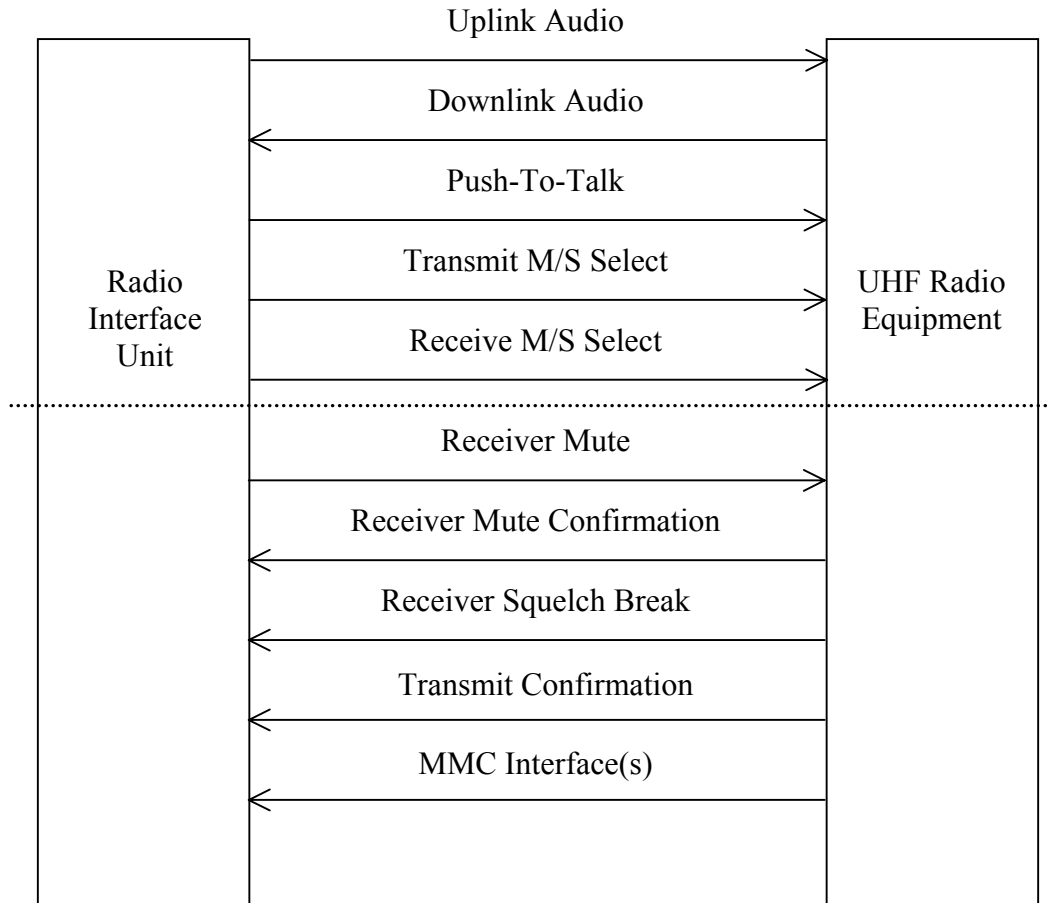 Uplink Audio
Downlink Audio
Push-To-Talk
Transmit M/S Select
Radio
Interface
Unit
UHF Radio
Equipment
Receive M/S Select
Receiver Mute
Receiver Mute Confirmation
Receiver Squelch Break
Transmit Confirmation
MMC Interface(s)